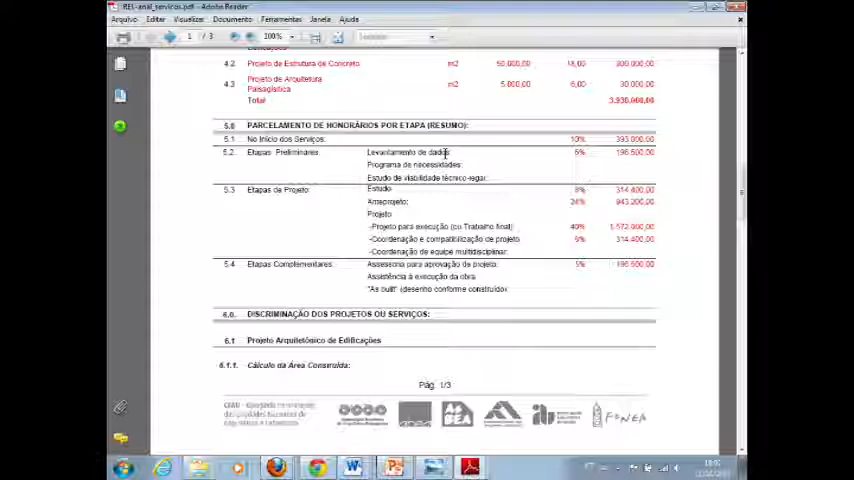 REL-anal_servicos.pdf - Adobe Reader
Arquivo Editar Visualizar Documento Ferramentas Janela Ajuda
1 / 3 100%
4.2. Projeto de Estrutura de Concreto m2 50.000,00 18,00 900.000,00
4.3 Projeto de Arquitetura Paisagística m2 5.000,00 6,00 30.000,00
Total 3.930.000,00
5.0 PARCELAMENTO DE HONORÁRIOS POR ETAPA (RESUMO):
5.1 No Início dos Serviços: 10% 393.000,00
5.2. Etapas Preliminares Levantamento de dados: 5% 196.500,00
Programa de necessidades:
Estudo de viabilidade técnico-legal:
5.3 Etapas de Projeto Estudo 8% 314.400,00
Anteprojeto: 24% 943.200,00
Projeto
-Projeto para execução (ou Trabalho final) 40% 1.572.000,00
-Coordenação e compatibilização de projeto 8% 314.400,00
-Coordenação de equipe multidisciplinar:
5.4 Etapas Complementares: Assessoria para aprovação de projeto: 5% 196.500,00
Assistência à execução da obra
"As built" (desenho conforme construído)
6.0. DISCRIMINAÇÃO DOS PROJETOS OU SERVIÇOS:
6.1 Projeto Arquitetônico de Edificações
6.1.1. Cálculo da Área Construída:
Pág. 1/3
AsBEA
FONEA